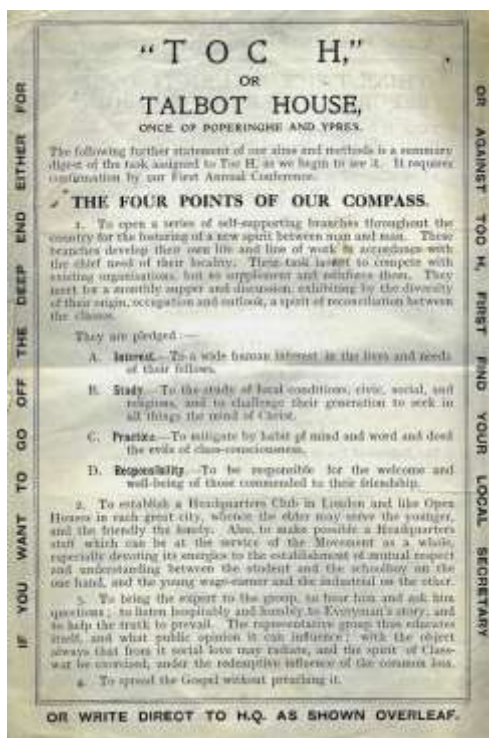 "TOC H,"
OR
TALBOT HOUSE,
ONCE OF POPERINGHE AND YPRES.
The following further statement of our aims and methods is a summary
digest of the task assigned to Toc H, as we begin to see it. It requires
confirmation by our First Annual Conference.
THE FOUR POINTS OF OUR COMPASS.
1. To open a series of self-supporting branches throughout the
country for the fostering of a new spirit between man and man. These
branches develop their own life and line of work in accordance with
the chief need of their locality. Their task is not to compete with
existing organisations, but to supplement and reinforce them. They
meet for a monthly supper and discussion, exhibiting by the diversity
of their origin, occupation and outlook, a spirit of reconciliation between
the classes.
They are pledged:—
A. Interest.—To a wide human interest in the lives and needs
of their fellows.
B. Study.—To the study of local conditions, civic, social, and
religious, and to challenge their generation to seek in
all things the mind of Christ.
C. Practice.—To mitigate by habit of mind and word and deed
the evils of class-consciousness.
D. Responsibility.—To be responsible for the welcome and
well-being of those commended to their friendship.
2. To establish a Headquarters Club in London and like Open
Houses in each great city, whence the older may serve the younger,
and the friendly the lonely. Also, to make possible a Headquarters
staff which can be at the service of the Movement as a whole,
especially devoting its energies to the establishment of mutual respect
and understanding between the student and the schoolboy on the
one hand, and the young wage-earner and the industrial on the other.
3. To bring the expert to the group, to hear him and ask him
questions; to listen hospitably and humbly to Everyman's story, and
to help the truth to prevail. The representative group thus educates
itself, and what public opinion it can influence; with the object
always that from it social love may radiate, and the spirit of Class-
war be exorcised, under the redemptive influence of the common
4. To spread the Gospel without preaching it.
IF YOU WANT TO GO OFF THE DEEP END EITHER FOR
OR AGAINST TOC H, FIRST FIND YOUR LOCAL SECRETARY
OR WRITE DIRECT TO H.Q. AS SHOWN OVERLEAF.